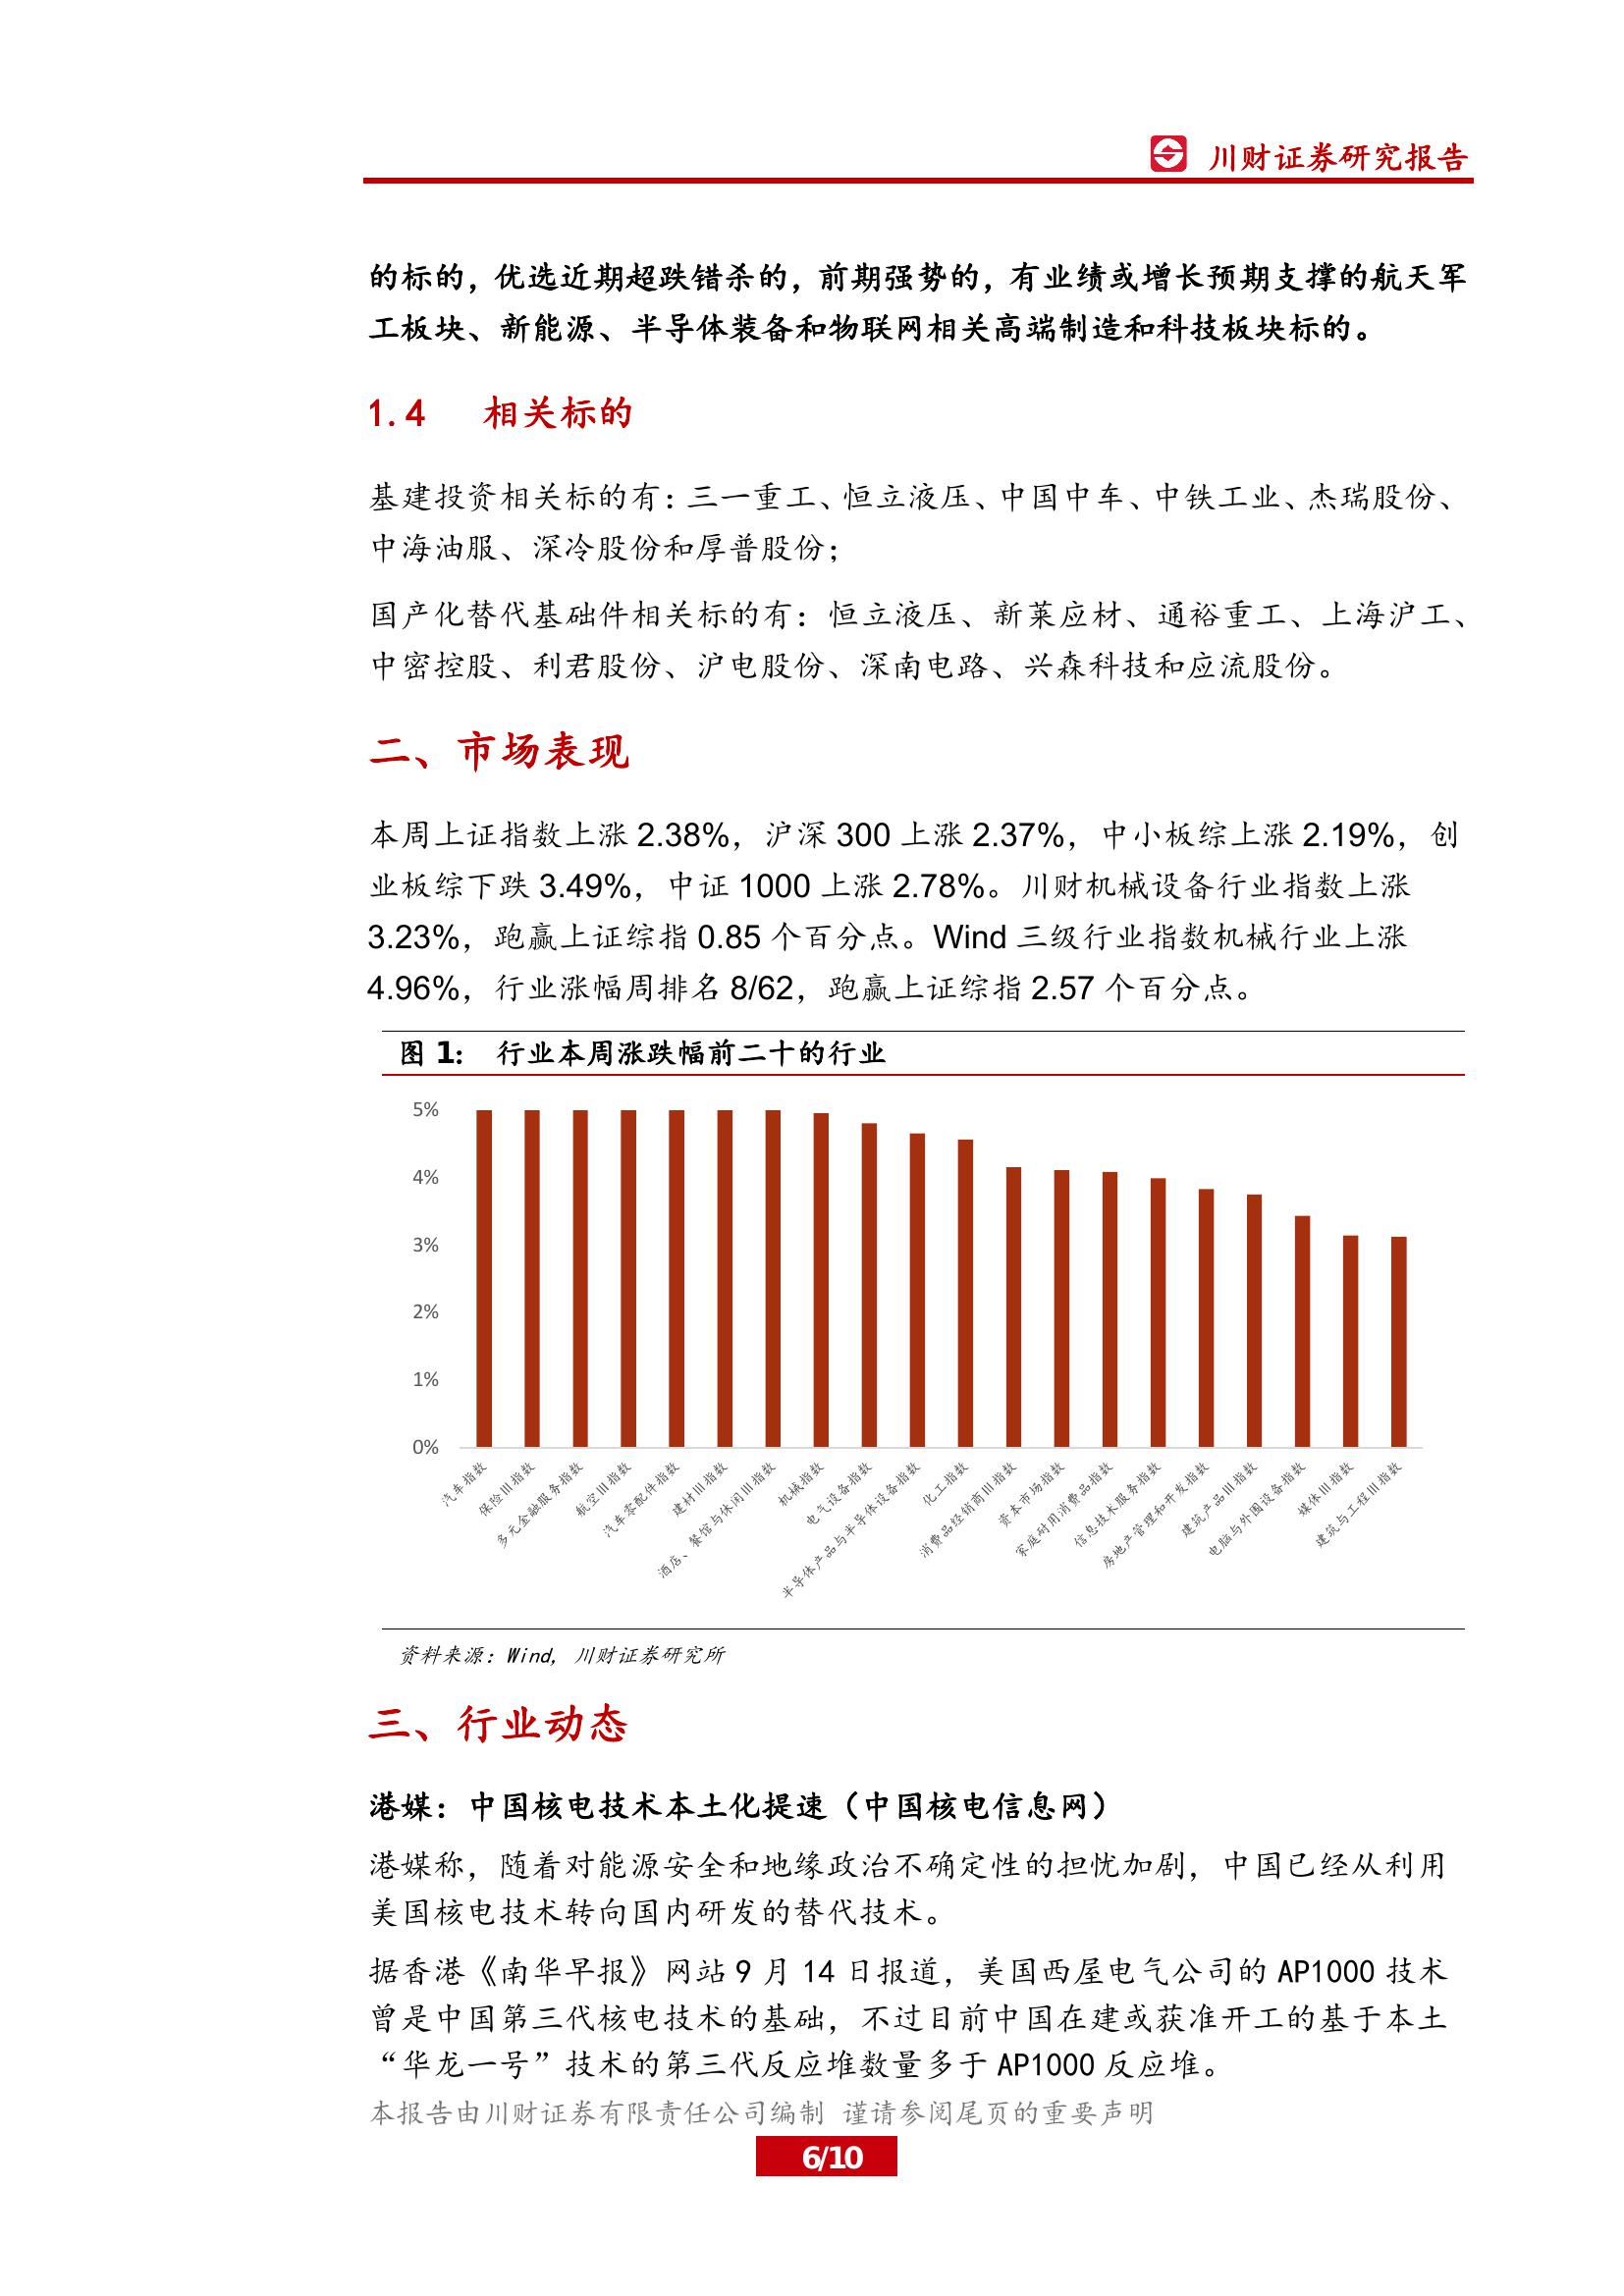 川财证券研究报告
的标的，优选近期超跌错杀的，前期强势的，有业绩或增长预期支撑的航天军
工板块、新能源、半导体装备和物联网相关高端制造和科技板块标的。
1.4 相关标的
基建投资相关标的有：三一重工、恒立液压、中国中车、中铁工业、杰瑞股份、
中海油服、深冷股份和厚普股份；
国产化替代基础件相关标的有：恒立液压、新莱应材、通裕重工、上海沪工、
中密控股、利君股份、沪电股份、深南电路、兴森科技和应流股份。
二、市场表现
本周上证指数上涨 2.38%，沪深 300 上涨 2.37%，中小板综上涨 2.19%，创
业板综下跌 3.49%，中证 1000 上涨 2.78%。川财机械设备行业指数上涨
3.23%，跑赢上证综指 0.85 个百分点。Wind 三级行业指数机械行业上涨
4.96%，行业涨幅周排名 8/62，跑赢上证综指 2.57 个百分点。
图 1： 行业本周涨跌幅前二十的行业
5%
4%
3%
2%
1%
0%
汽车指数
保险III指数
多元金融服务指数
航空III指数
汽车零配件指数
建材III指数
酒店、餐馆与休闲III指数
机械指数
电气设备指数
半导体产品与半导体设备指数
化工指数
消费品经销商III指数
资本市场指数
家庭耐用消费品指数
信息技术服务指数
房地产管理和开发指数
建筑产品III指数
电脑与外围设备指数
媒体III指数
建筑与工程III指数
资料来源：Wind，川财证券研究所
三、行业动态
港媒：中国核电技术本土化提速（中国核电信息网）
港媒称，随着对能源安全和地缘政治不确定性的担忧加剧，中国已经从利用
美国核电技术转向国内研发的替代技术。
据香港《南华早报》网站 9 月 14 日报道，美国西屋电气公司的 AP1000 技术
曾是中国第三代核电技术的基础，不过目前中国在建或获准开工的基于本土
“华龙一号”技术的第三代反应堆数量多于 AP1000 反应堆。
本报告由川财证券有限责任公司编制 谨请参阅尾页的重要声明
6/10